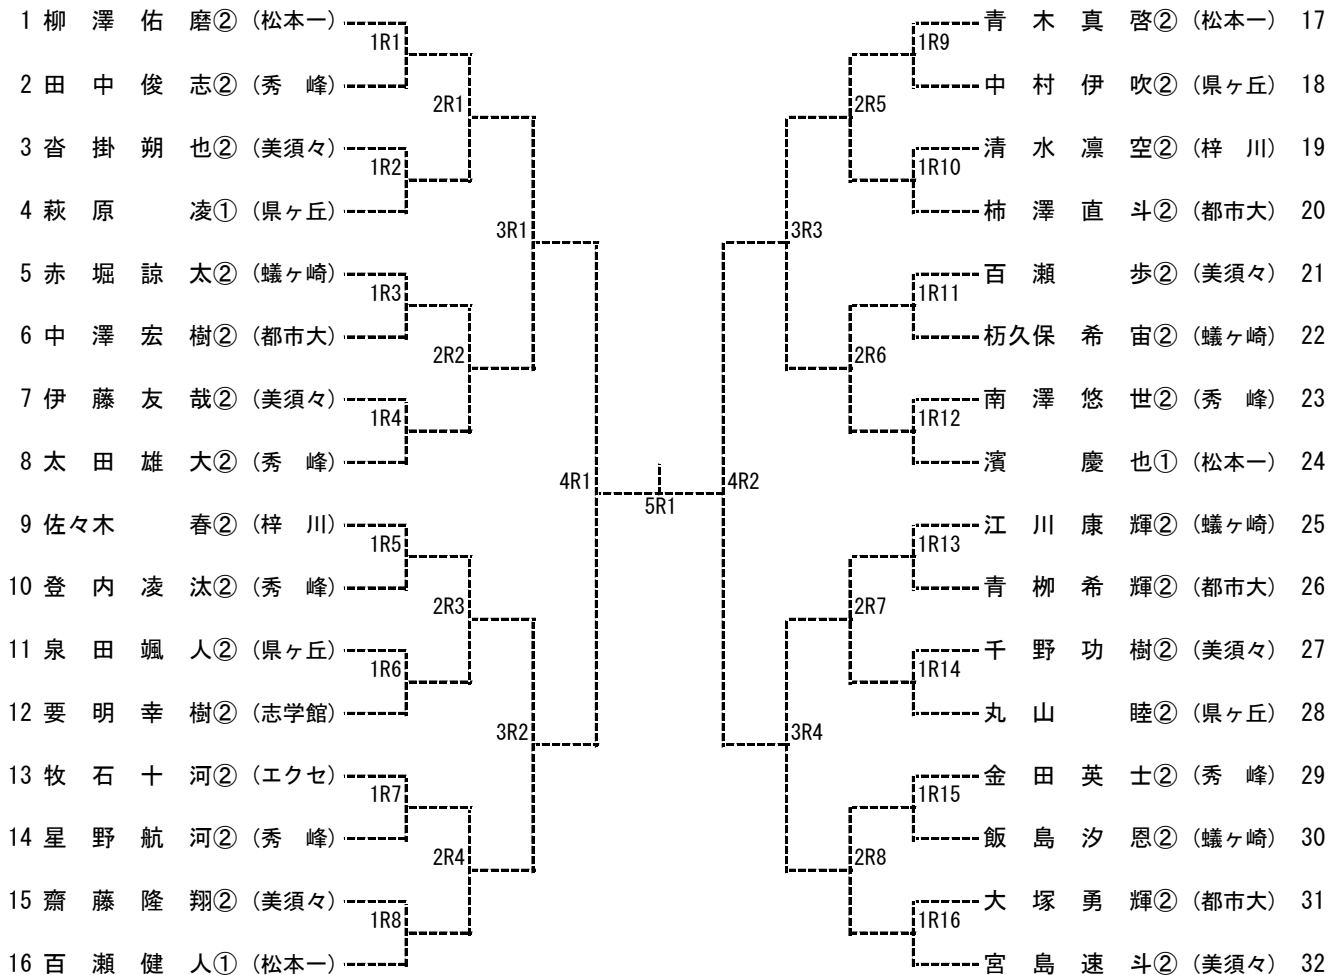 1 柳澤佑磨② (松本一)
1R1
2 田中俊志② (秀峰)
2R1
3 沓掛朔也② (美須々)
1R2
4 萩原凌① (県ヶ丘)
3R1
5 赤堀諒太② (蟻ヶ崎)
1R3
6 中澤宏樹② (都市大)
2R2
7 伊藤友哉② (美須々)
1R4
8 太田雄大② (秀峰)
4R1
9 佐々木春② (梓川)
1R5
10 登内凌汰② (秀峰)
2R3
11 泉田颯人② (県ヶ丘)
1R6
12 要明幸樹② (志学館)
3R2
13 牧石十河② (エクセ)
1R7
14 星野航河② (秀峰)
2R4
15 齋藤隆翔② (美須々)
1R8
16 百瀬健人① (松本一)
5R1
青木真啓② (松本一) 17
1R9
中村伊吹② (県ヶ丘) 18
2R5
清水凛空② (梓川) 19
1R10
柿澤直斗② (都市大) 20
3R3
百瀬歩② (美須々) 21
1R11
栃久保希宙② (蟻ヶ崎) 22
2R6
南澤悠世② (秀峰) 23
1R12
濱慶也① (松本一) 24
4R2
江川康輝② (蟻ヶ崎) 25
1R13
青栁希輝② (都市大) 26
2R7
千野功樹② (美須々) 27
1R14
丸山睦② (県ヶ丘) 28
3R4
金田英士② (秀峰) 29
1R15
飯島汐恩② (蟻ヶ崎) 30
2R8
大塚勇輝② (都市大) 31
1R16
宮島速斗② (美須々) 32